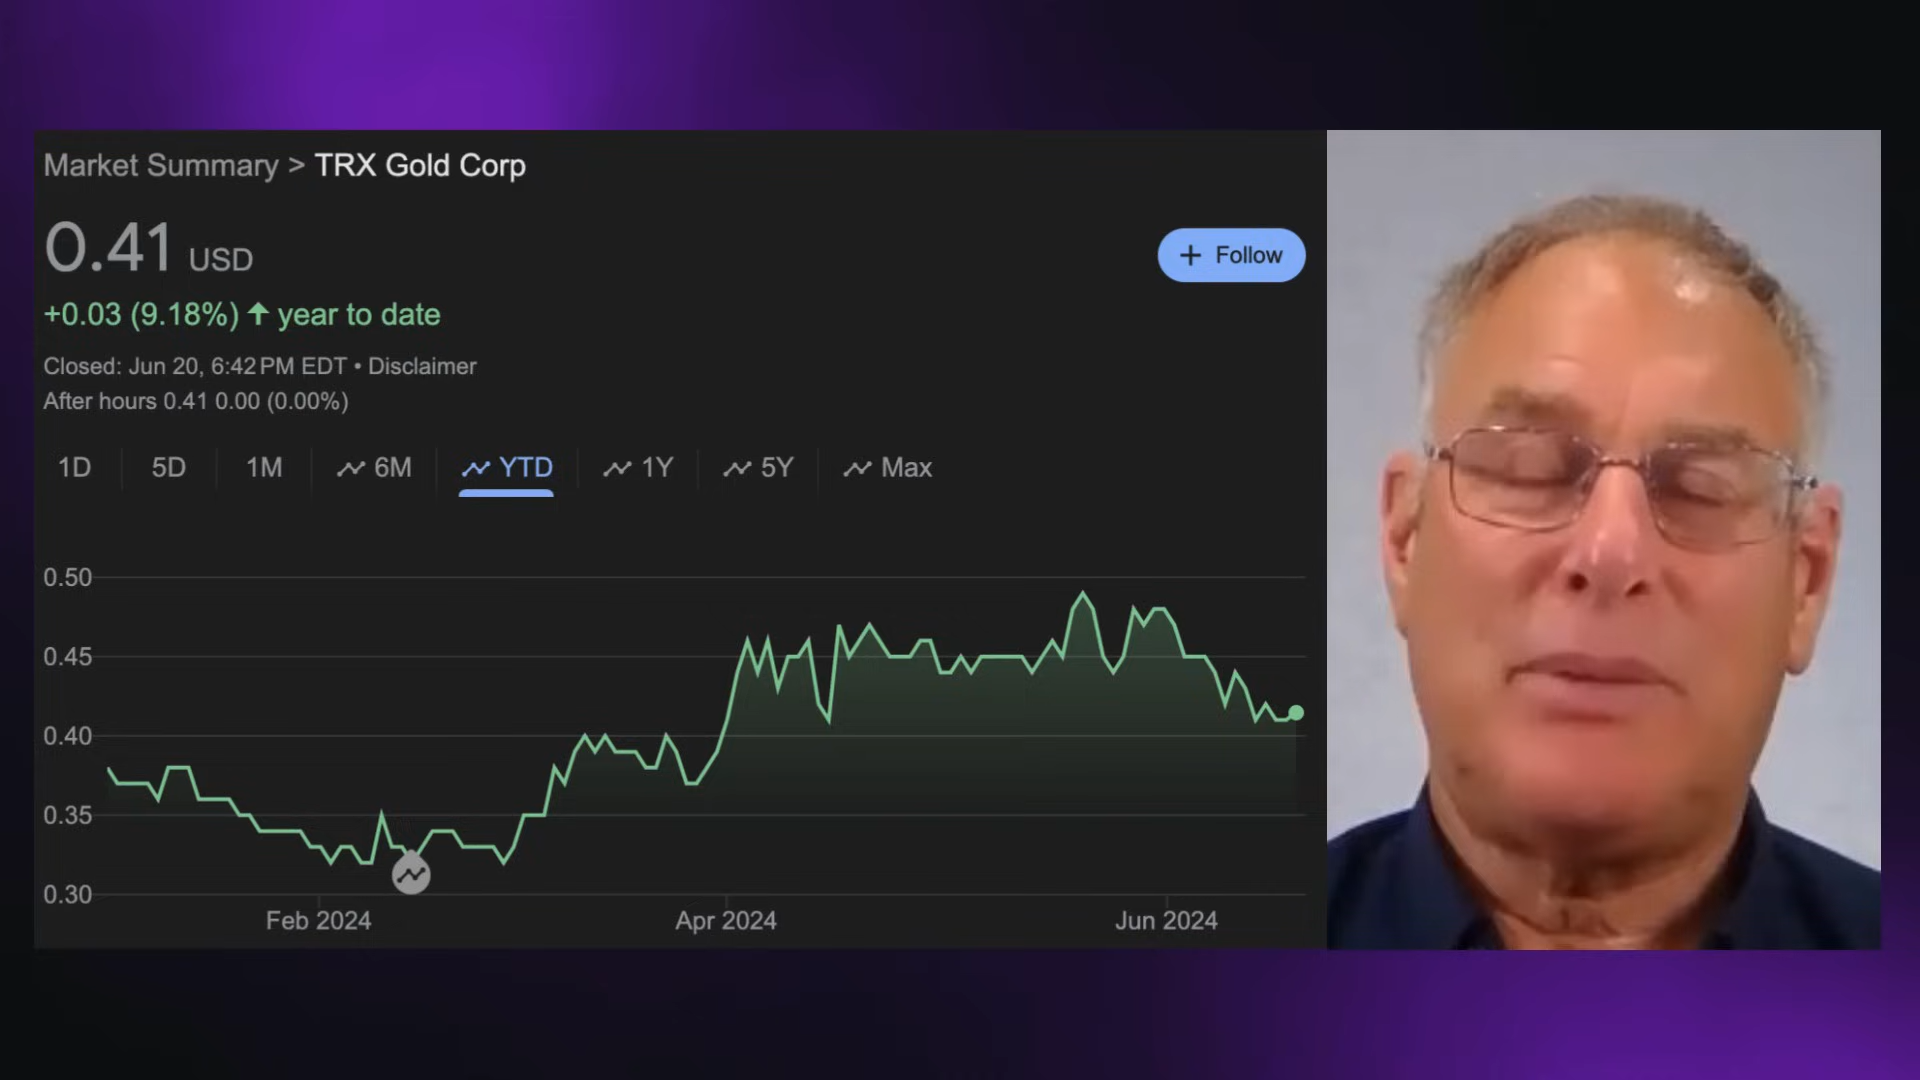 Market Summary > TRX Gold Corp
0.41 USD
+ Follow
+0.03 (9.18%) ↑ year to date
Closed: Jun 20, 6:42 PM EDT • Disclaimer
After hours 0.41 0.00 (0.00%)
1D 5D 1M 6M YTD 1Y 5Y Max
0.50
0.45
0.40
0.35
0.30
Feb 2024 Apr 2024 Jun 2024